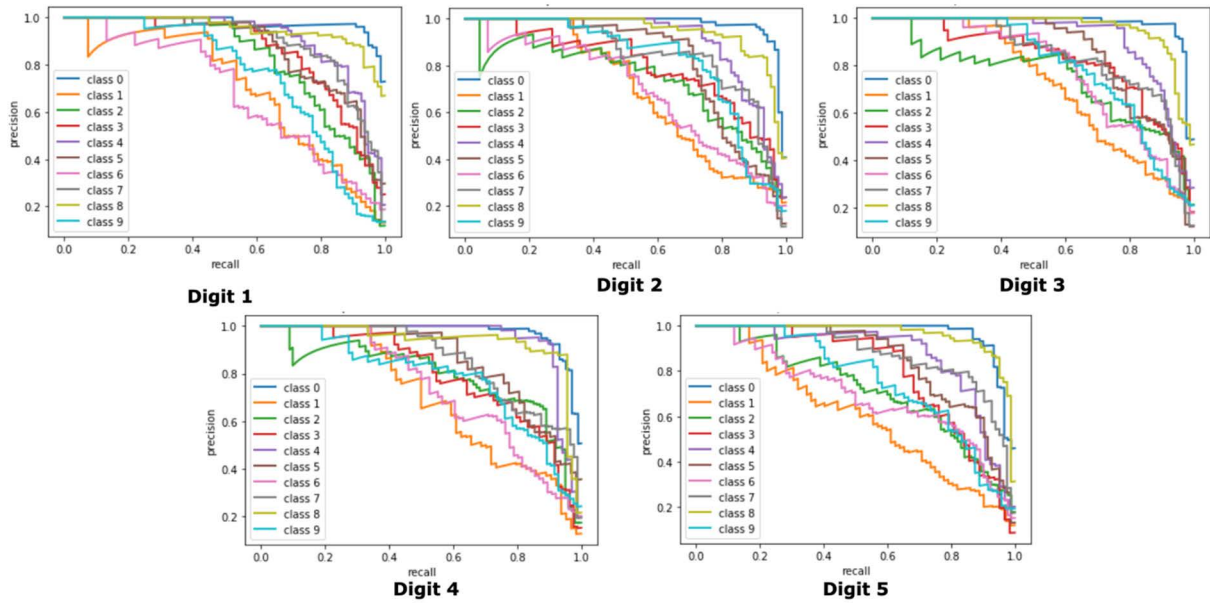 1.0
0.8
0.6
0.4
0.2
precision
class 0
class 1
class 2
class 3
class 4
class 5
class 6
class 7
class 8
class 9
0.0 0.2 0.4 0.6 0.8 1.0
recall
Digit 1
1.0
0.8
0.6
0.4
0.2
precision
class 0
class 1
class 2
class 3
class 4
class 5
class 6
class 7
class 8
class 9
0.0 0.2 0.4 0.6 0.8 1.0
recall
Digit 2
1.0
0.8
0.6
0.4
0.2
precision
class 0
class 1
class 2
class 3
class 4
class 5
class 6
class 7
class 8
class 9
0.0 0.2 0.4 0.6 0.8 1.0
recall
Digit 3
1.0
0.8
0.6
0.4
0.2
precision
class 0
class 1
class 2
class 3
class 4
class 5
class 6
class 7
class 8
class 9
0.0 0.2 0.4 0.6 0.8 1.0
recall
Digit 4
1.0
0.8
0.6
0.4
0.2
precision
class 0
class 1
class 2
class 3
class 4
class 5
class 6
class 7
class 8
class 9
0.0 0.2 0.4 0.6 0.8 1.0
recall
Digit 5